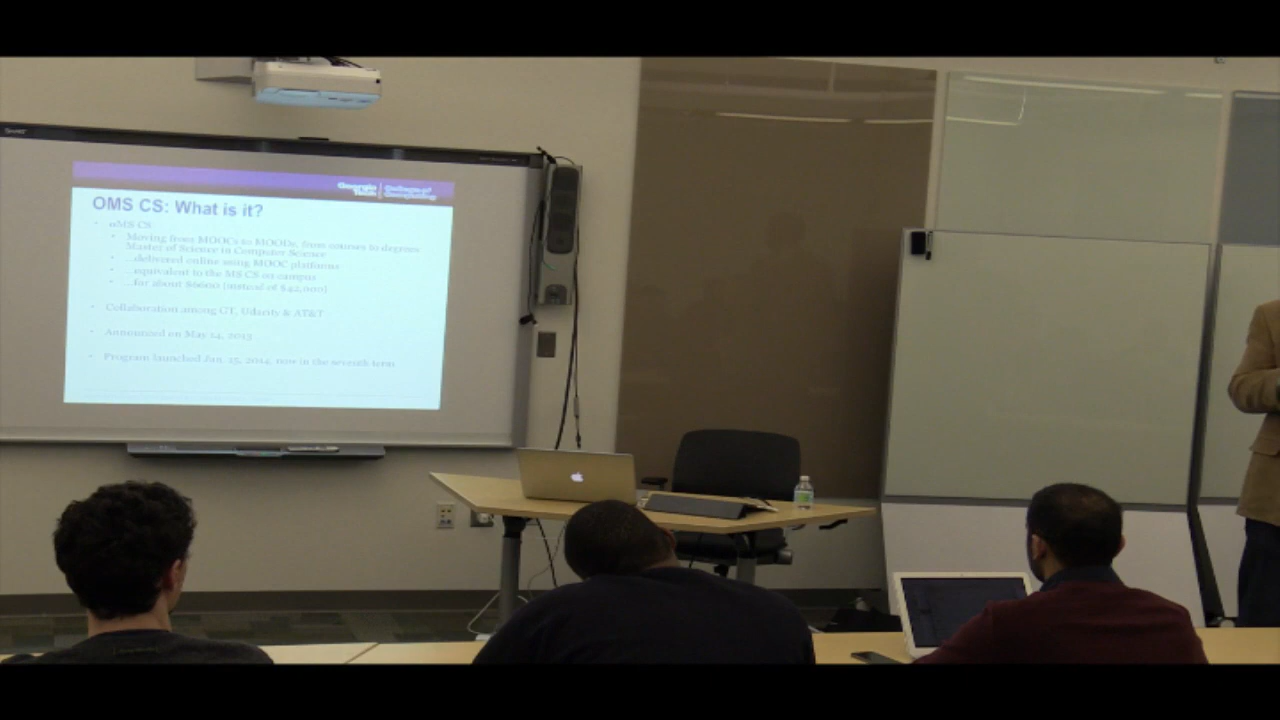 SMART
Georgia
Tech
College of
Computing
OMS CS: What is it?
OMS CS
Moving from MOOCs to MOODs, from courses to degrees
Master of Science in Computer Science
...delivered online using MOOC platforms
...equivalent to the MS CS on campus
...for about $6600 (instead of $42,000)
Collaboration among GT, Udacity & AT&T
Announced on May 14, 2013
Program launched Jan. 15, 2014, now in the seventh term